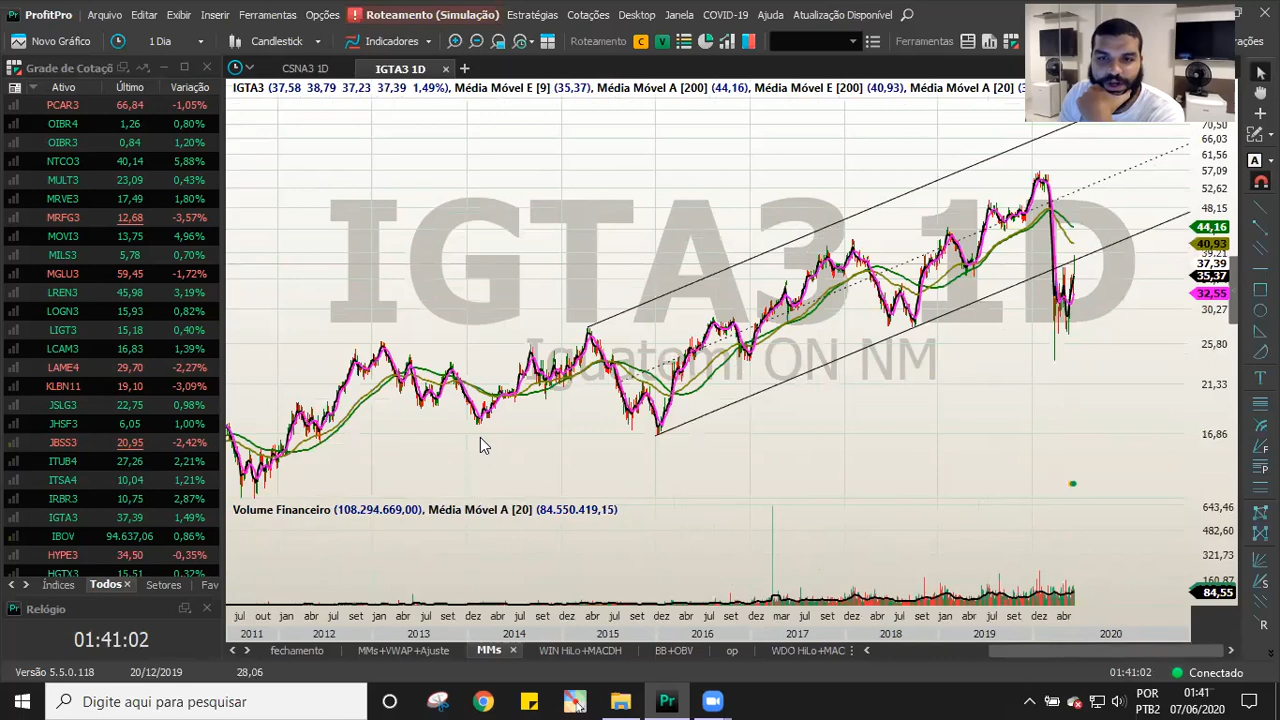 ProfitPro Arquivo Editar Exibir Inserir Ferramentas Opções Roteamento (Simulação) Estratégias Cotações Desktop Janela COVID-19 Ajuda Atualização Disponível
Novo Gráfico 1 Dia Candlestick Indicadores Roteamento C V Ferramentas
Grade de Cotaçõ
CSNA3 1D IGTA3 1D
Ativo Último Variação
IGTA3 (37,58 38,79 37,23 37,39 1,49%), Média Móvel E [9] (35,37), Média Móvel A [200] (44,16), Média Móvel E [200] (40,93), Média Móvel A [20]
PCAR3 66,84 -1,05%
OIBR4 1,26 0,80%
OIBR3 0,84 1,20%
NTCO3 40,14 5,88%
MULT3 23,09 0,43%
MRVE3 17,49 1,80%
MRFG3 12,68 -3,57%
MOVI3 13,75 4,96%
MILS3 5,78 0,70%
MGLU3 59,45 -1,72%
LREN3 45,98 3,19%
LOGN3 15,93 0,82%
LIGT3 15,18 0,40%
LCAM3 16,83 1,39%
LAME4 29,70 -2,27%
KLBN11 19,10 -3,09%
JSLG3 22,75 0,98%
JHSF3 6,05 1,00%
JBSS3 20,95 -2,42%
ITUB4 27,26 2,21%
ITSA4 10,04 1,21%
IRBR3 10,75 2,87%
IGTA3 37,39 1,49%
IBOV 94.637,06 0,86%
HYPE3 34,50 -0,35%
HGTX3 15,51 0,32%
Índices Todos Setores Fav
Relógio
01:41:02
IGTA3 1D
Iguatemi ON NM
70,50
66,03
61,56
57,09
52,62
48,15
44,16
40,93
39,21
37,39
35,37
32,55
30,27
25,80
21,33
16,86
Volume Financeiro (108.294.669,00), Média Móvel A [20] (84.550.419,15)
643,46
482,60
321,73
160,87
84,55
jul out jan abr jul set jan abr jul set dez abr jul set dez abr jul set dez abr jul set dez mar jul set dez abr jul set dez abr jul set dez abr
2011 2012 2013 2014 2015 2016 2017 2018 2019 2020
fechamento MMs+VWAP+Ajuste MMs WIN HiLo+MACDH BB+OBV op WDO HiLo+MAC
Versão 5.5.0.118 20/12/2019 28,06 01:41:02 Conectado
Digite aqui para pesquisar
Pr
POR
PTB2
01:41
07/06/2020